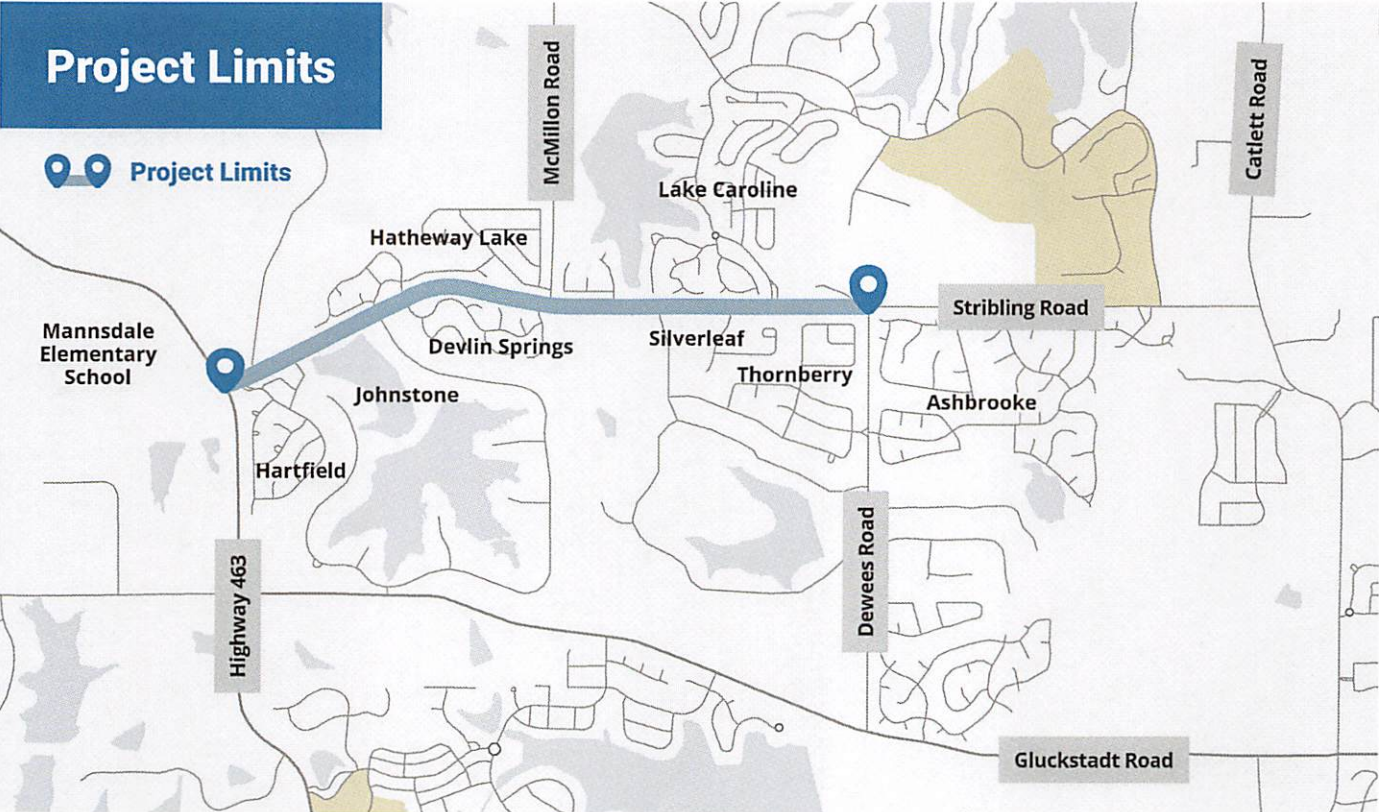 Project Limits
Project Limits
McMillon Road
Catlett Road
Lake Caroline
Hatheway Lake
Stribling Road
Mannsdale
Elementary
School
Devlin Springs
Silverleaf
Thornberry
Johnstone
Ashbrooke
Hartfield
Highway 463
Dewees Road
Gluckstadt Road